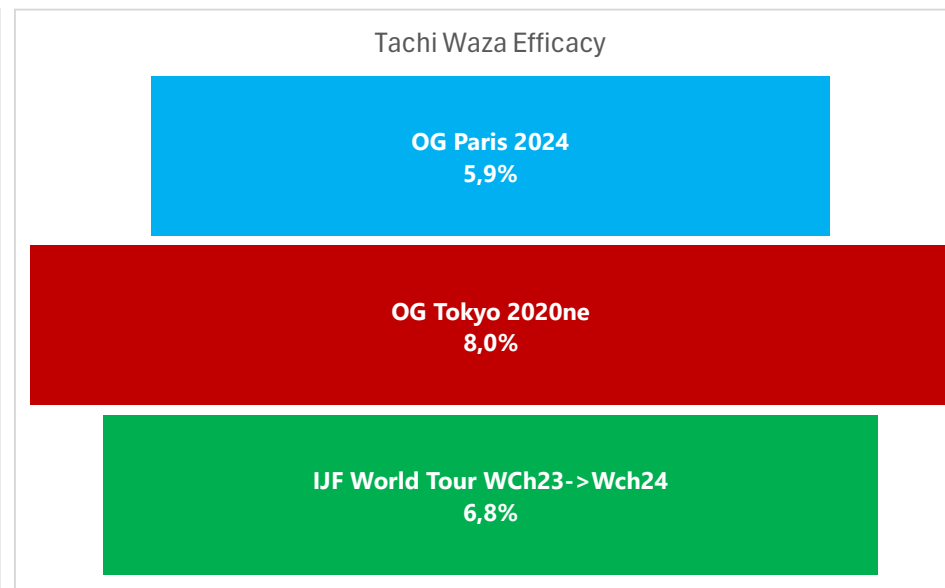 Tachi Waza Efficacy
OG Paris 2024
5,9%
OG Tokyo 2020ne
8,0%
IJF World Tour WCh23->Wch24
6,8%